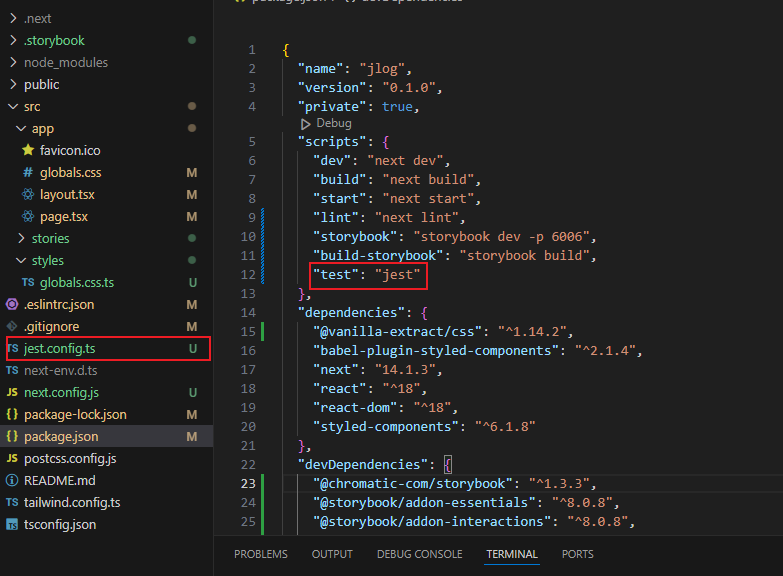 .next
.storybook
node_modules
public
src
app
favicon.ico
# globals.css M
layout.tsx M
page.tsx M
stories
styles
TS globals.css.ts U
.eslintrc.json M
.gitignore M
TS jest.config.ts U
TS next-env.d.ts
JS next.config.js U
{} package-lock.json M
{} package.json M
JS postcss.config.js
README.md
TS tailwind.config.ts
TS tsconfig.json
1 {
2 "name": "jlog",
3 "version": "0.1.0",
4 "private": true,
Debug
5 "scripts": {
6 "dev": "next dev",
7 "build": "next build",
8 "start": "next start",
9 "lint": "next lint",
10 "storybook": "storybook dev -p 6006",
11 "build-storybook": "storybook build",
12 "test": "jest"
13 },
14 "dependencies": {
15 "@vanilla-extract/css": "^1.14.2",
16 "babel-plugin-styled-components": "^2.1.4",
17 "next": "14.1.3",
18 "react": "^18",
19 "react-dom": "^18",
20 "styled-components": "^6.1.8"
21 },
22 "devDependencies": {
23 "@chromatic-com/storybook": "^1.3.3",
24 "@storybook/addon-essentials": "^8.0.8",
25 "@storybook/addon-interactions": "^8.0.8",
PROBLEMS OUTPUT DEBUG CONSOLE TERMINAL PORTS